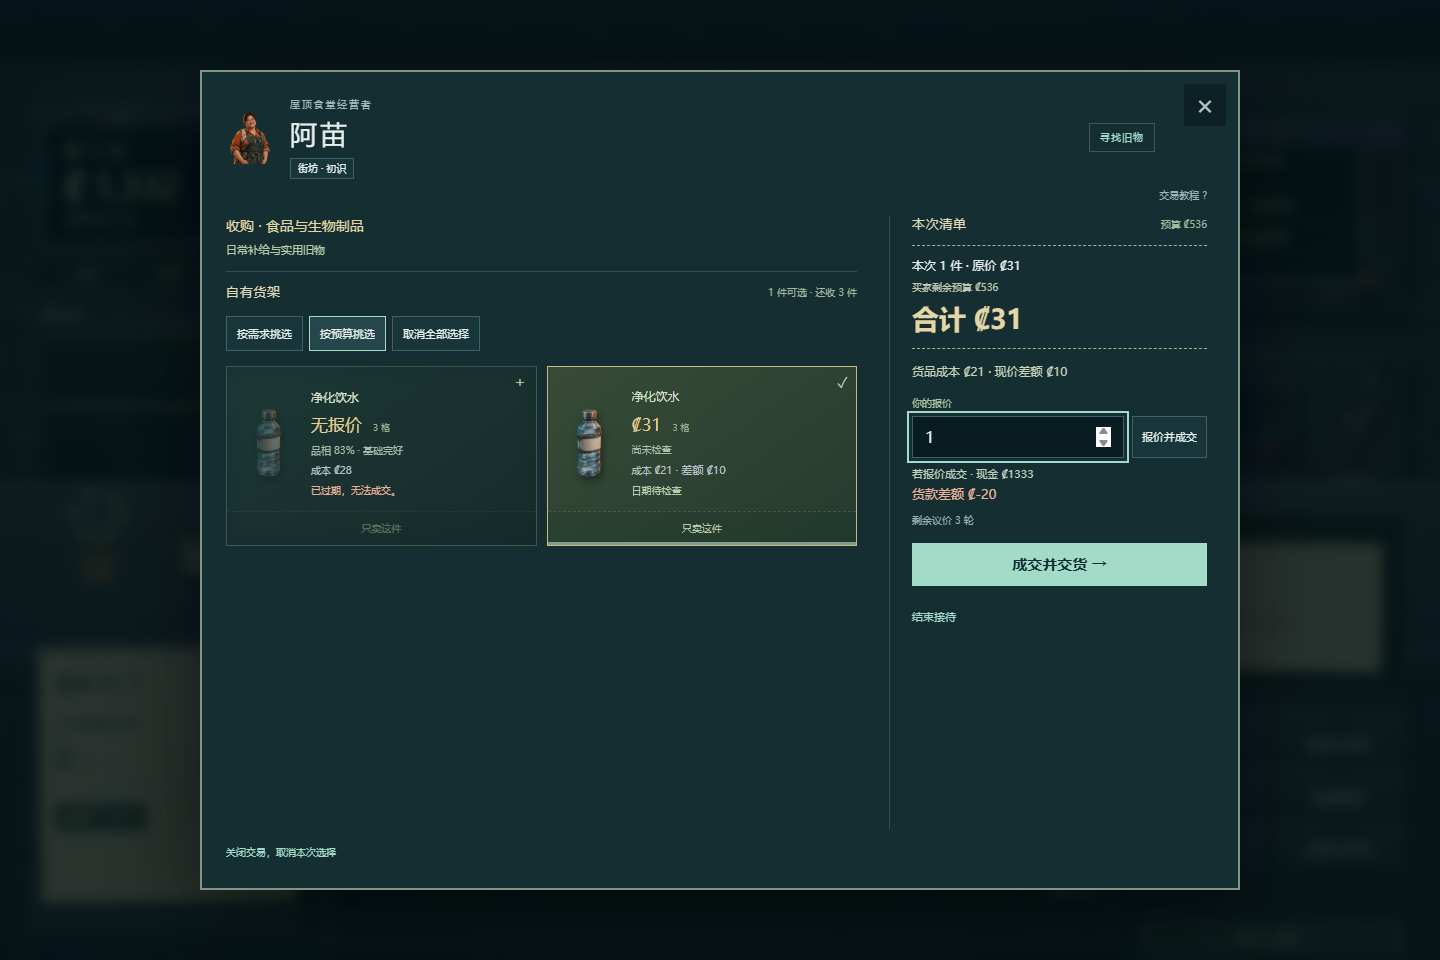 屋顶食堂经营者
阿苗
街坊 · 初识
寻找旧物
交易教程 ?
收购 · 食品与生物制品
日常补给与实用旧物
自有货架
1 件可选 · 还收 3 件
按需求挑选
按预算挑选
取消全部选择
+
净化饮水
无报价 3 格
品相 83% · 基础完好
成本 ₡28
已过期，无法成交。
只卖这件
✓
净化饮水
₡31 3 格
尚未检查
成本 ₡21 · 差额 ₡10
日期待检查
只卖这件
本次清单
预算 ₡536
本次 1 件 · 原价 ₡31
买家剩余预算 ₡536
合计 ₡31
货品成本 ₡21 · 现价差额 ₡10
你的报价
1
报价并成交
若报价成交 · 现金 ₡1333
货款差额 ₡-20
剩余议价 3 轮
成交并交货 →
结束接待
关闭交易，取消本次选择